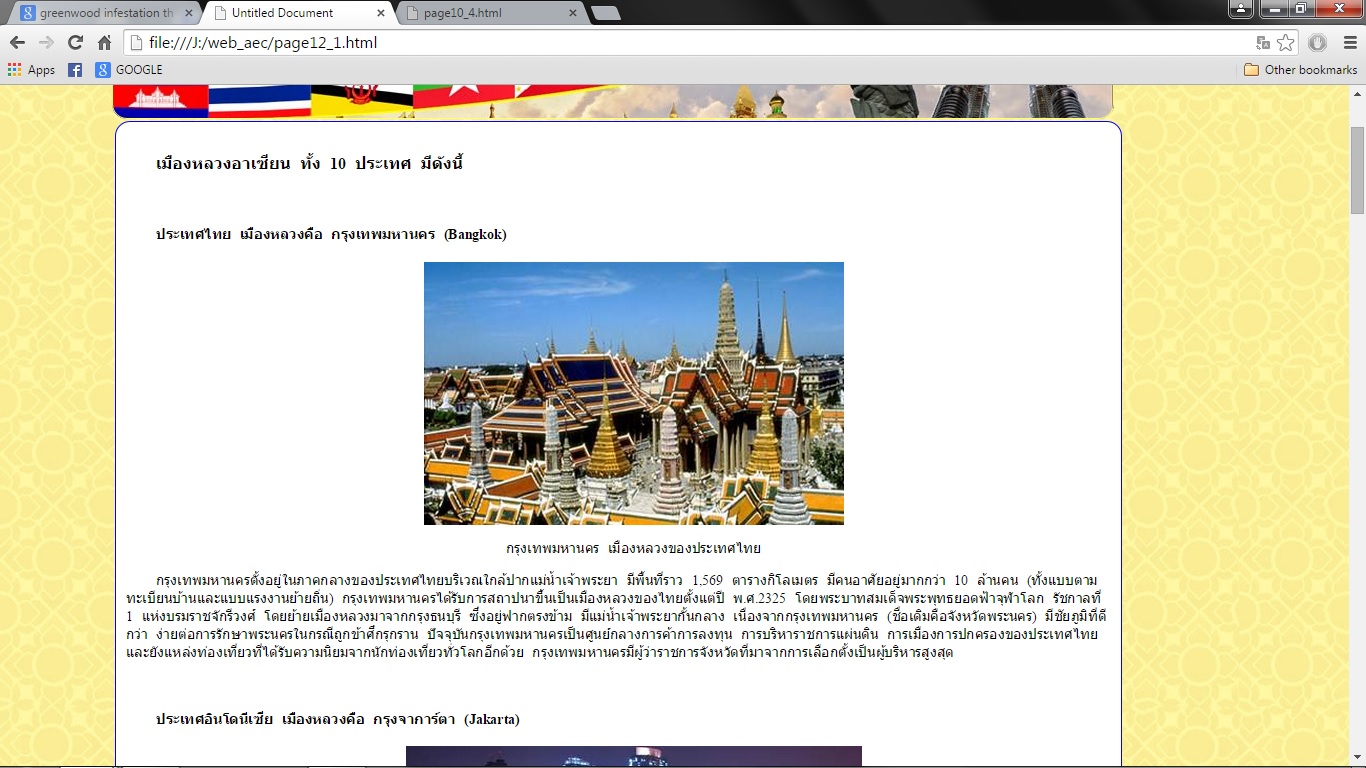 greenwood infestation th
Untitled Document
page10_4.html
file:///J:/web_aec/page12_1.html
Apps
GOOGLE
Other bookmarks
เมืองหลวงอาเซียน ทั้ง 10 ประเทศ มีดังนี้
ประเทศไทย เมืองหลวงคือ กรุงเทพมหานคร (Bangkok)
กรุงเทพมหานคร เมืองหลวงของประเทศไทย
กรุงเทพมหานครตั้งอยู่ในภาคกลางของประเทศไทยบริเวณใกล้ปากแม่น้ำเจ้าพระยา มีพื้นที่ราว 1,569 ตารางกิโลเมตร มีคนอาศัยอยู่มากกว่า 10 ล้านคน (ทั้งแบบตาม
ทะเบียนบ้านและแบบแรงงานย้ายถิ่น) กรุงเทพมหานครได้รับการสถาปนาขึ้นเป็นเมืองหลวงของไทยตั้งแต่ปี พ.ศ.2325 โดยพระบาทสมเด็จพระพุทธยอดฟ้าจุฬาโลก รัชกาลที่
1 แห่งบรมราชจักรีวงศ์ โดยย้ายเมืองหลวงมาจากกรุงธนบุรี ซึ่งอยู่ฟากตรงข้าม มีแม่น้ำเจ้าพระยากั้นกลาง เนื่องจากกรุงเทพมหานคร (ชื่อเดิมคือจังหวัดพระนคร) มีชัยภูมิที่ดี
กว่า ง่ายต่อการรักษาพระนครในกรณีถูกข้าศึกรุกราน ปัจจุบันกรุงเทพมหานครเป็นศูนย์กลางการค้าการลงทุน การบริหาราชการแผ่นดิน การเมืองการปกครองของประเทศไทย
และยังแหล่งท่องเที่ยวที่ได้รับความนิยมจากนักท่องเที่ยวทั่วโลกอีกด้วย กรุงเทพมหานครมีผู้ว่าราชการจังหวัดที่มาจากการเลือกตั้งเป็นผู้บริหารสูงสุด
ประเทศอินโดนีเซีย เมืองหลวงคือ กรุงจาการ์ตา (Jakarta)